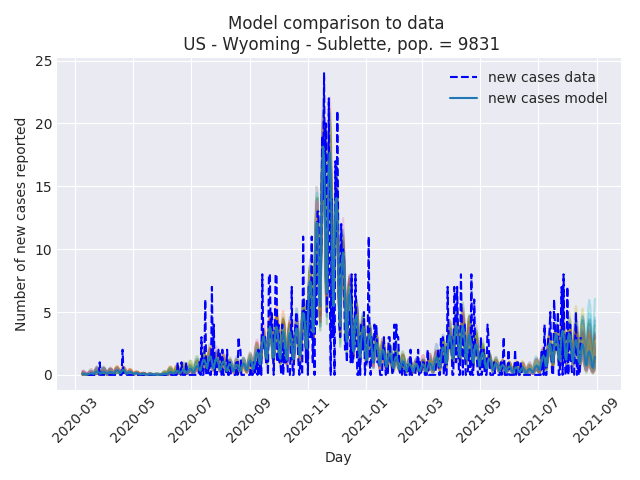 Model comparison to data
US - Wyoming - Sublette, pop. = 9831
Number of new cases reported
25
20
15
10
5
0
new cases data
new cases model
2020-03
2020-05
2020-07
2020-09
2020-11
2021-01
2021-03
2021-05
2021-07
2021-09
Day